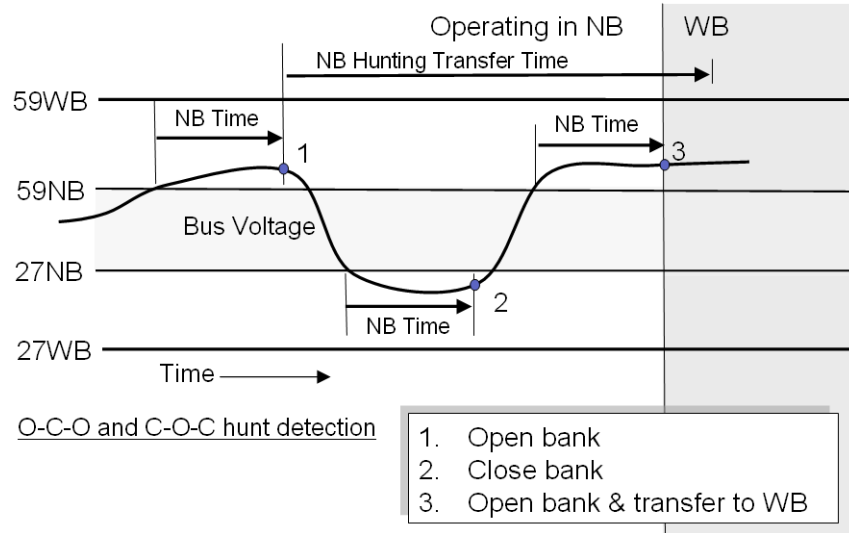 Operating in NB
WB
NB Hunting Transfer Time
59WB
NB Time
NB Time
1
3
59NB
Bus Voltage
27NB
2
NB Time
27WB
Time
O-C-O and C-O-C hunt detection
1. Open bank
2. Close bank
3. Open bank & transfer to WB